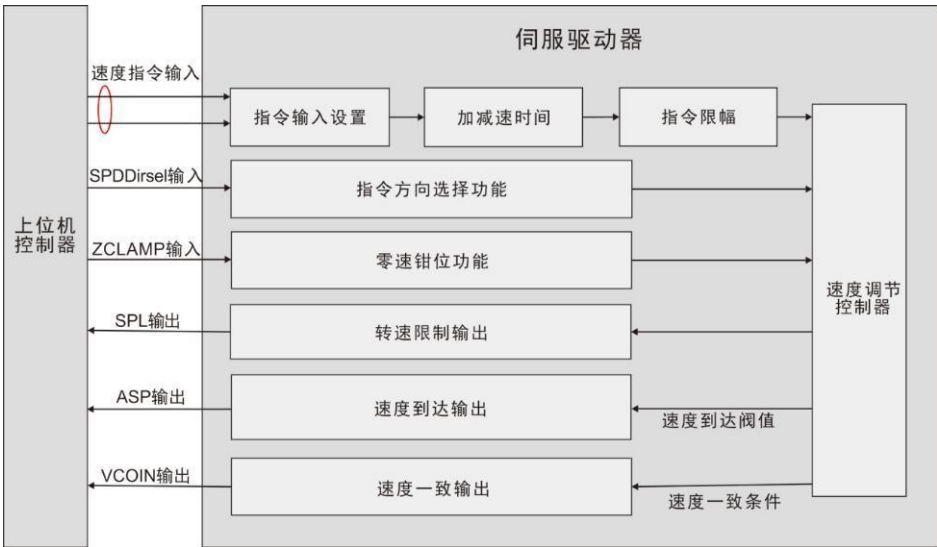 伺服驱动器
速度指令输入
指令输入设置
加减速时间
指令限幅
SPDDirsel输入
指令方向选择功能
上位机
控制器
ZCLAMP输入
零速钳位功能
速度调节
控制器
SPL输出
转速限制输出
ASP输出
速度到达输出
速度到达阀值
VCOIN输出
速度一致输出
速度一致条件